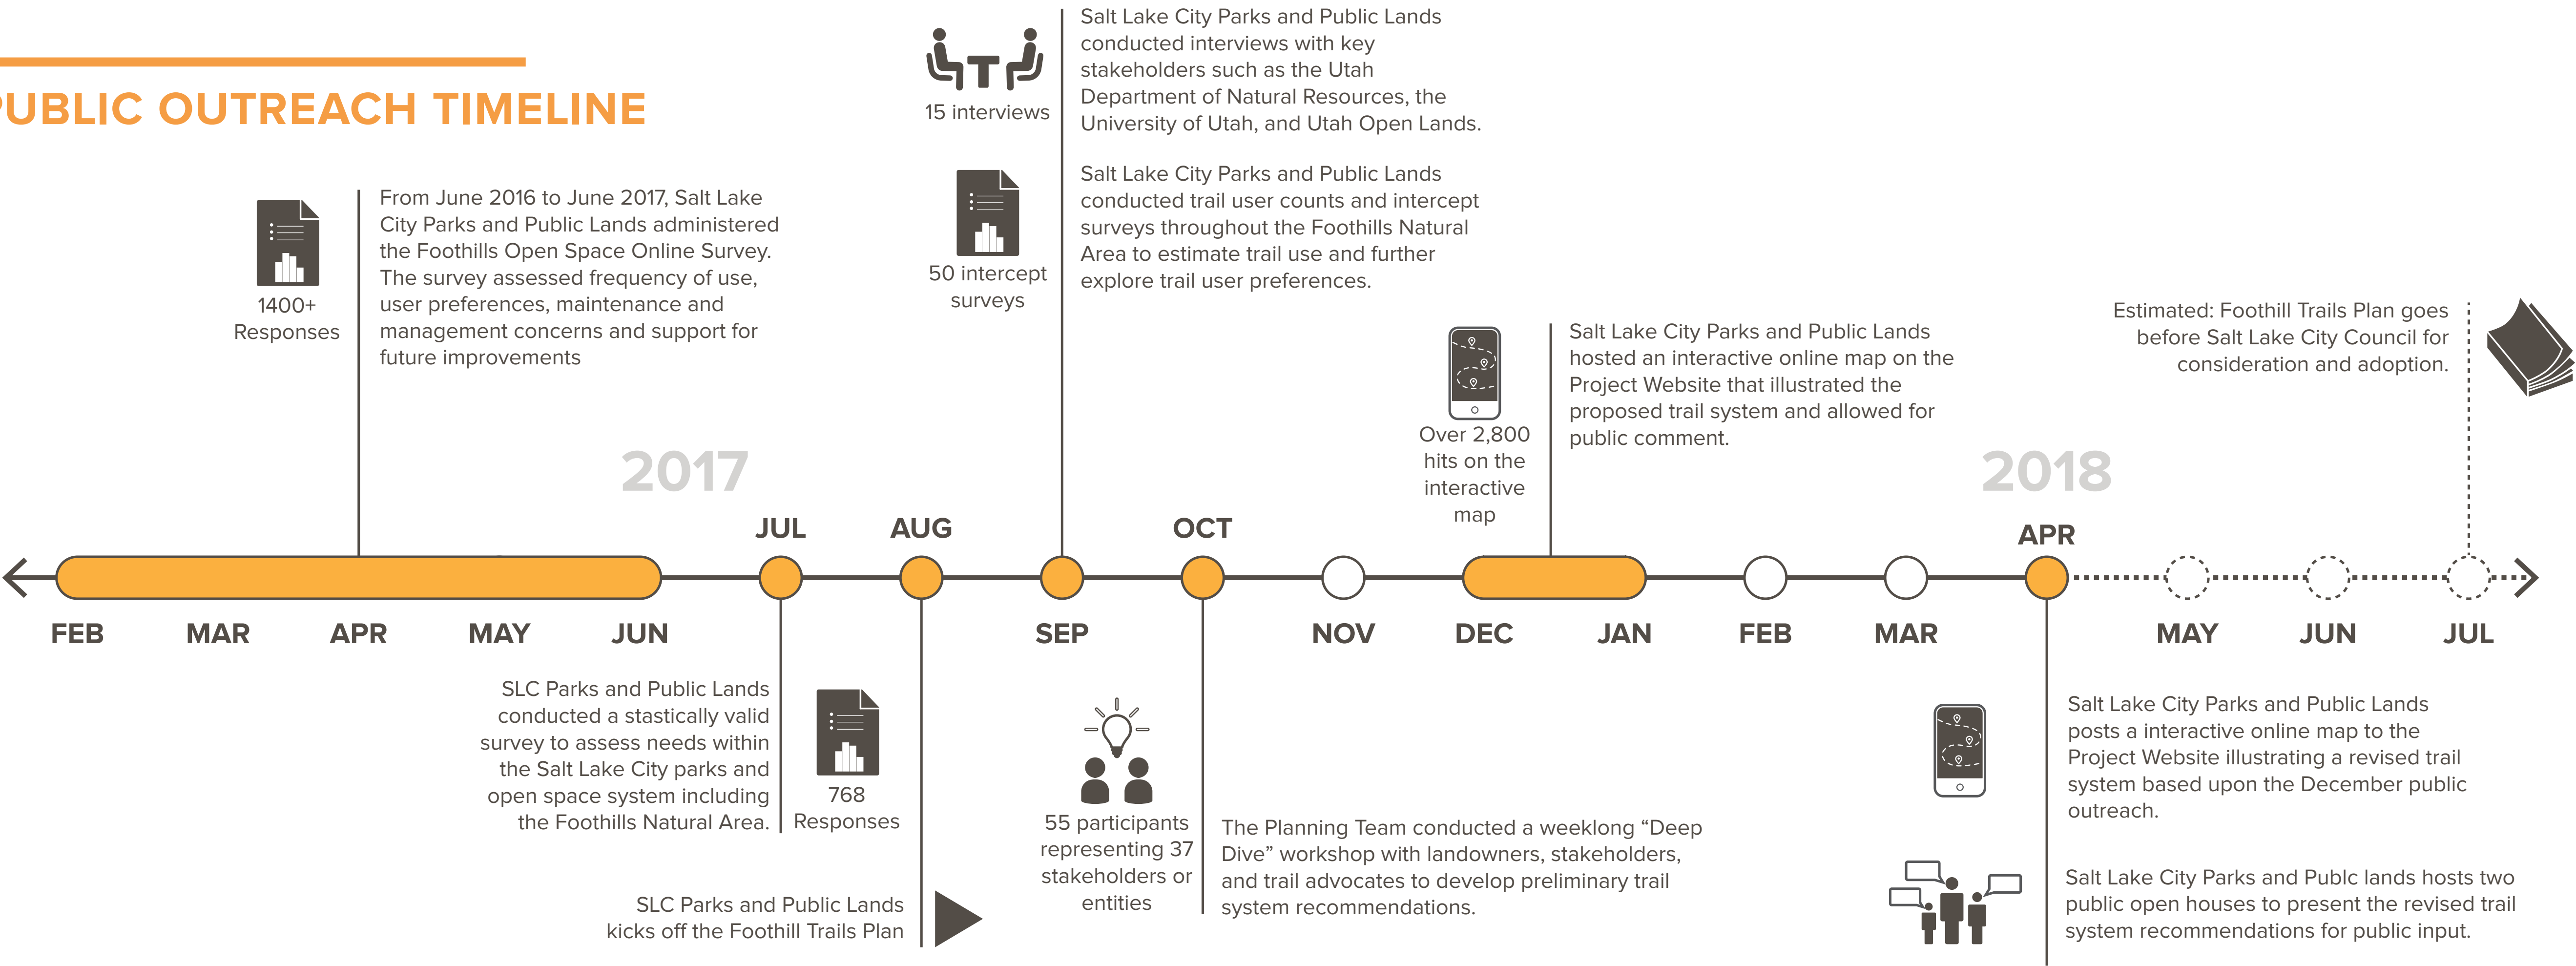 PUBLIC OUTREACH TIMELINE
15 interviews
Salt Lake City Parks and Public Lands
conducted interviews with key
stakeholders such as the Utah
Department of Natural Resources, the
University of Utah, and Utah Open Lands.
50 intercept
surveys
Salt Lake City Parks and Public Lands
conducted trail user counts and intercept
surveys throughout the Foothills Natural
Area to estimate trail use and further
explore trail user preferences.
1400+
Responses
From June 2016 to June 2017, Salt Lake
City Parks and Public Lands administered
the Foothills Open Space Online Survey.
The survey assessed frequency of use,
user preferences, maintenance and
management concerns and support for
future improvements
Over 2,800
hits on the
interactive
map
Salt Lake City Parks and Public Lands
hosted an interactive online map on the
Project Website that illustrated the
proposed trail system and allowed for
public comment.
Estimated: Foothill Trails Plan goes
before Salt Lake City Council for
consideration and adoption.
2017
2018
JUL
AUG
OCT
APR
FEB
MAR
APR
MAY
JUN
SEP
NOV
DEC
JAN
FEB
MAR
MAY
JUN
JUL
SLC Parks and Public Lands
conducted a stastically valid
survey to assess needs within
the Salt Lake City parks and
open space system including
the Foothills Natural Area.
768
Responses
SLC Parks and Public Lands
kicks off the Foothill Trails Plan
55 participants
representing 37
stakeholders or
entities
The Planning Team conducted a weeklong “Deep
Dive” workshop with landowners, stakeholders,
and trail advocates to develop preliminary trail
system recommendations.
Salt Lake City Parks and Public Lands
posts a interactive online map to the
Project Website illustrating a revised trail
system based upon the December public
outreach.
Salt Lake City Parks and Publc lands hosts two
public open houses to present the revised trail
system recommendations for public input.